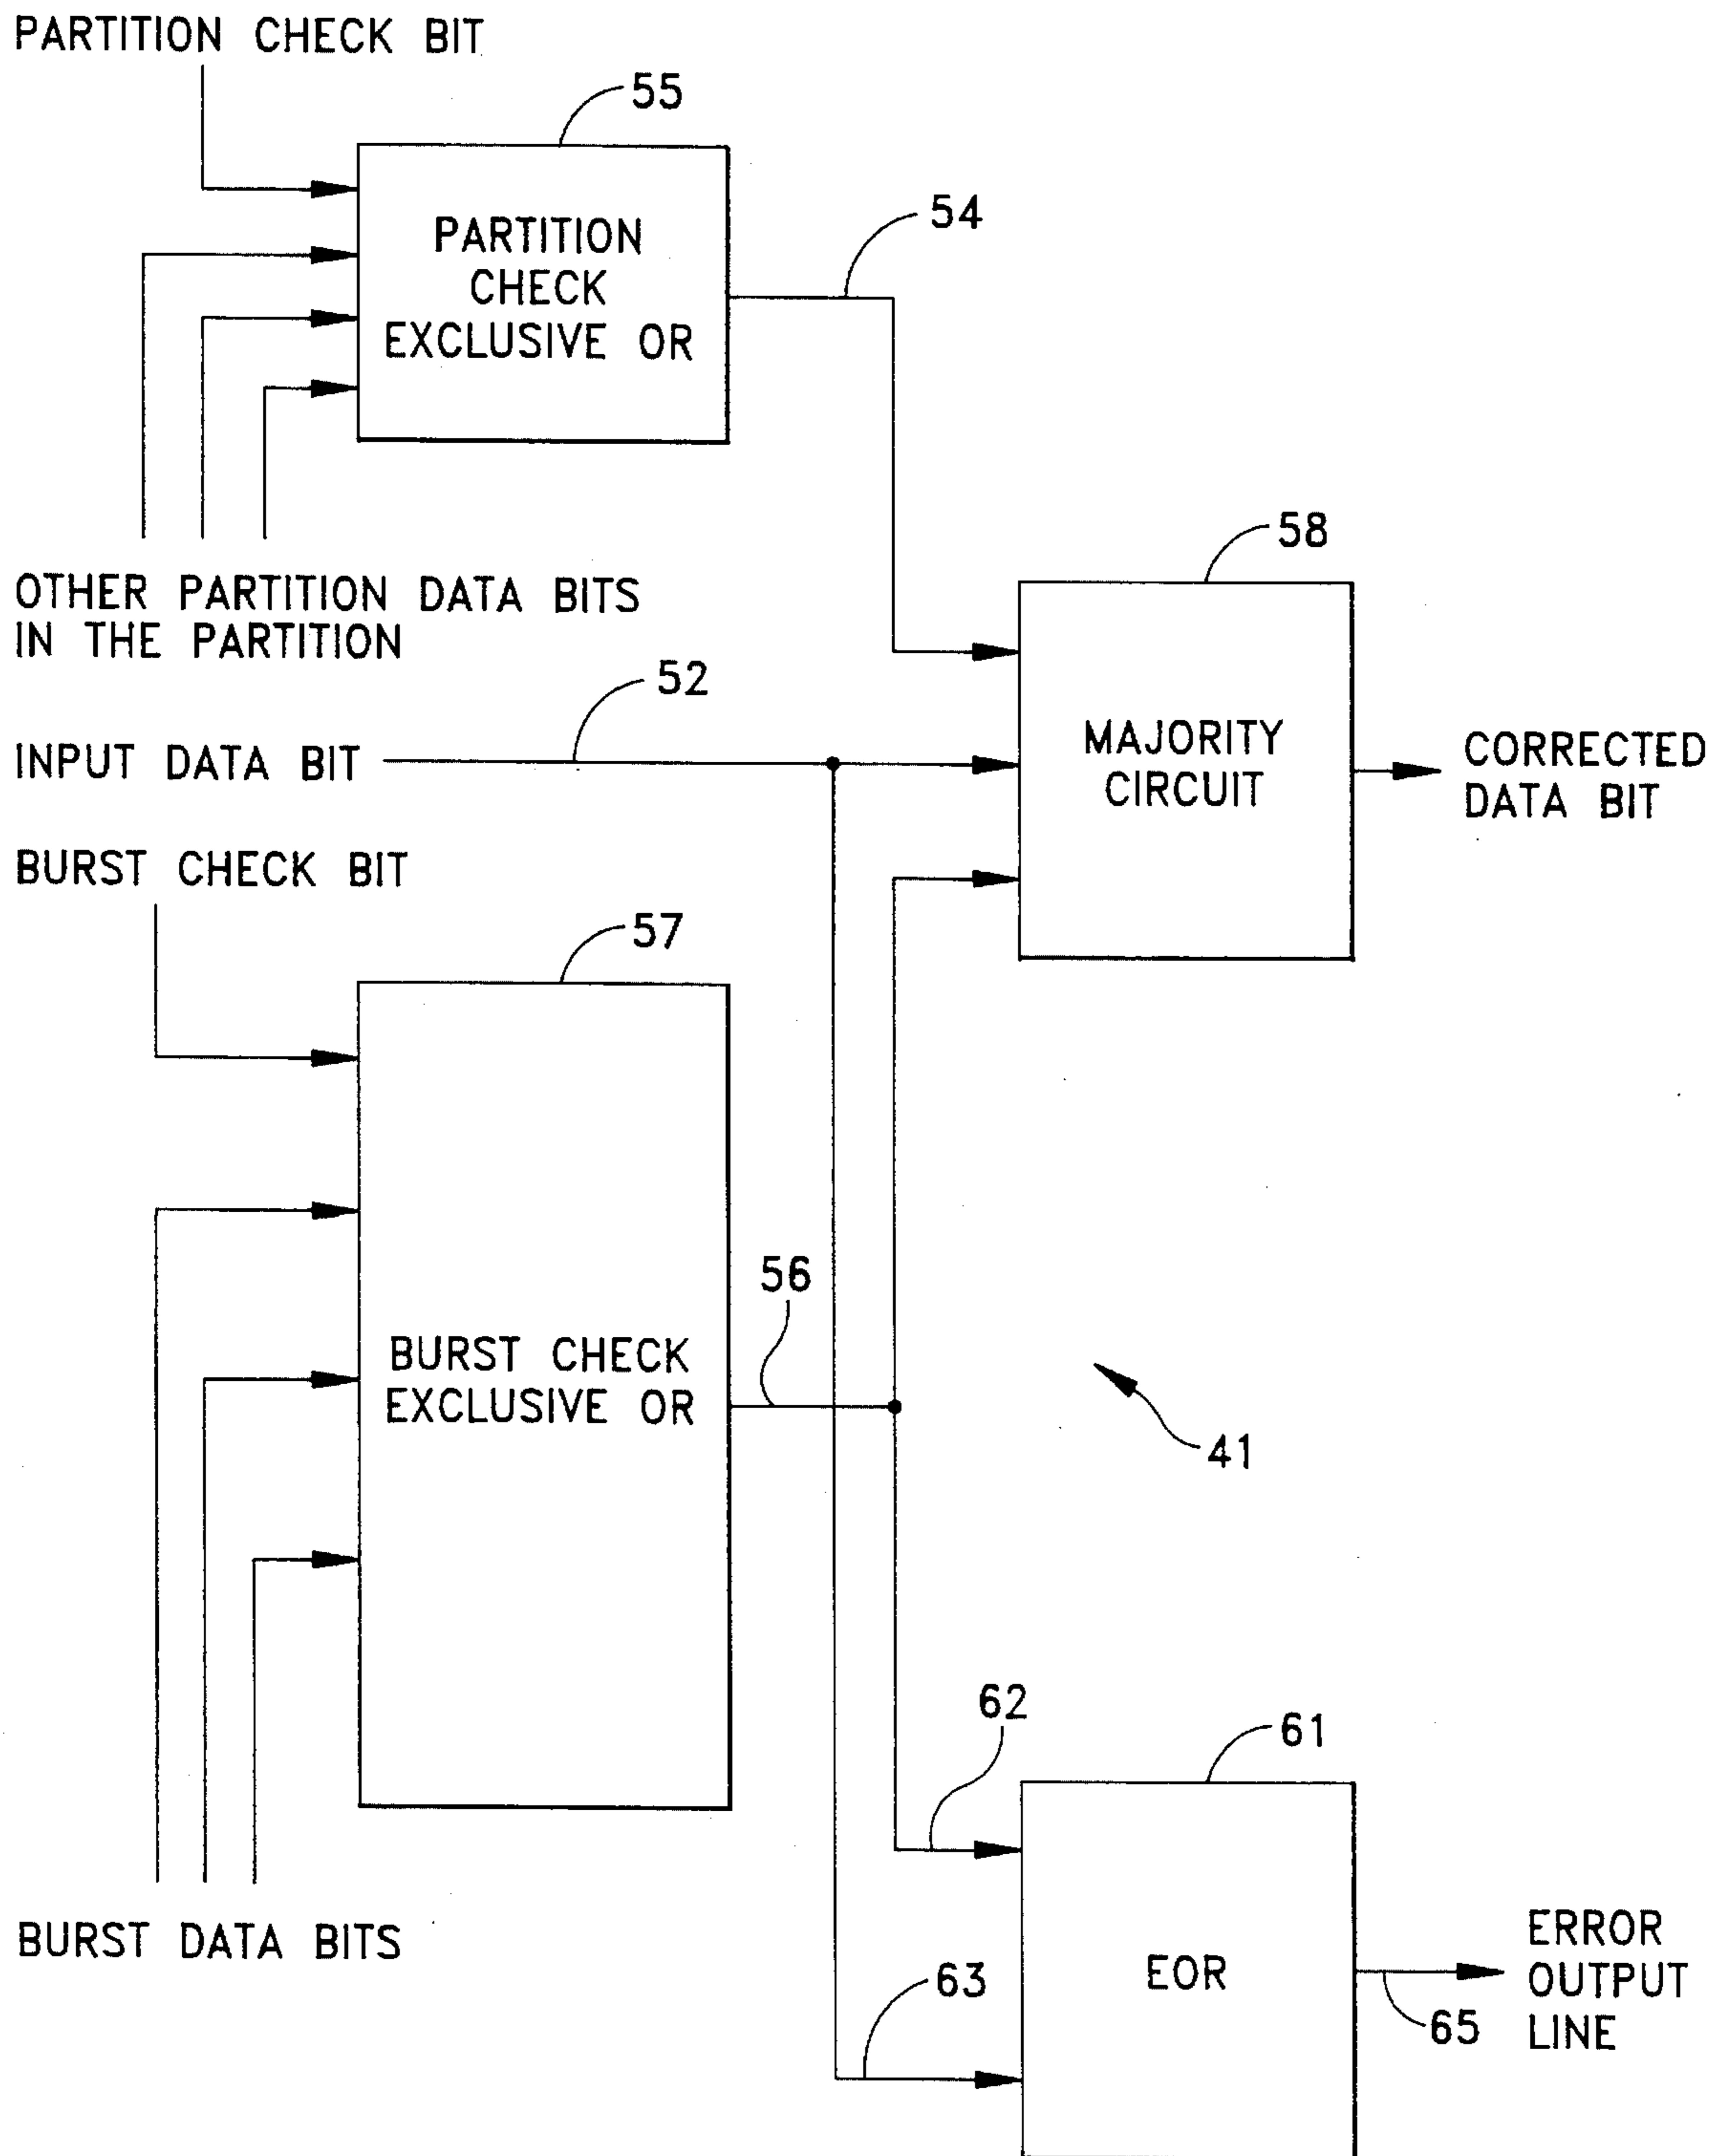 PARTITION CHECK BIT
55
PARTITION
CHECK
EXCLUSIVE OR
54
OTHER PARTITION DATA BITS
IN THE PARTITION
58
52
INPUT DATA BIT
MAJORITY
CIRCUIT
CORRECTED
DATA BIT
BURST CHECK BIT
57
56
BURST CHECK
EXCLUSIVE OR
41
62
61
BURST DATA BITS
63
EOR
ERROR
OUTPUT
LINE
65